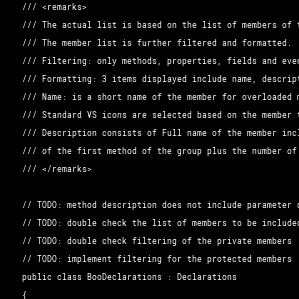 /// <remarks>
/// The actual list is based on the list of members of
/// The member list is further filtered and formatted.
/// Filtering: only methods, properties, fields and
/// Formatting: 3 items displayed include name,
/// Name: is a short name of the member for overloaded
/// Standard VS icons are selected based on the member
/// Description consists of Full name of the member
/// of the first method of the group plus the number of
/// </remarks>
// TODO: method description does not include parameter
// TODO: double check the list of members to be included
// TODO: double check filtering of the private members
// TODO: implement filtering for the protected members
public class BooDeclarations : Declarations
{